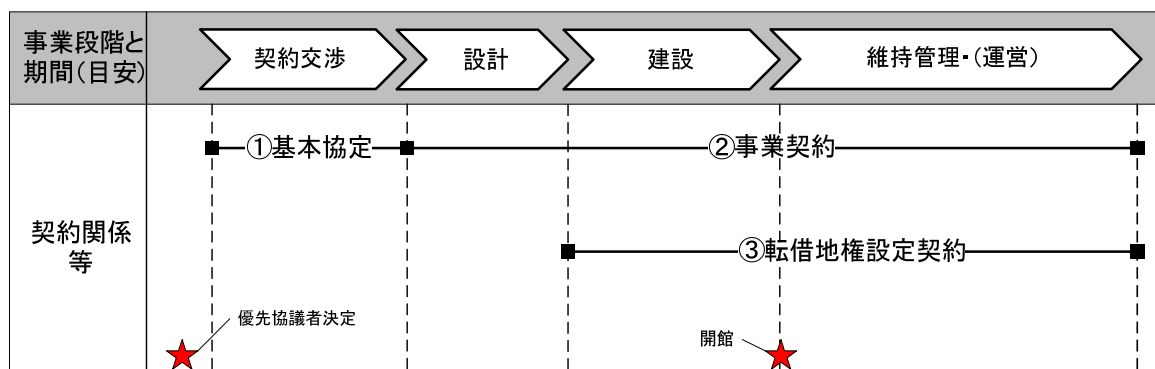 事業段階と
期間(目安)
契約交渉
設計
建設
維持管理・(運営)
①基本協定
②事業契約
契約関係
等
③転借地権設定契約
優先協議者決定
開館